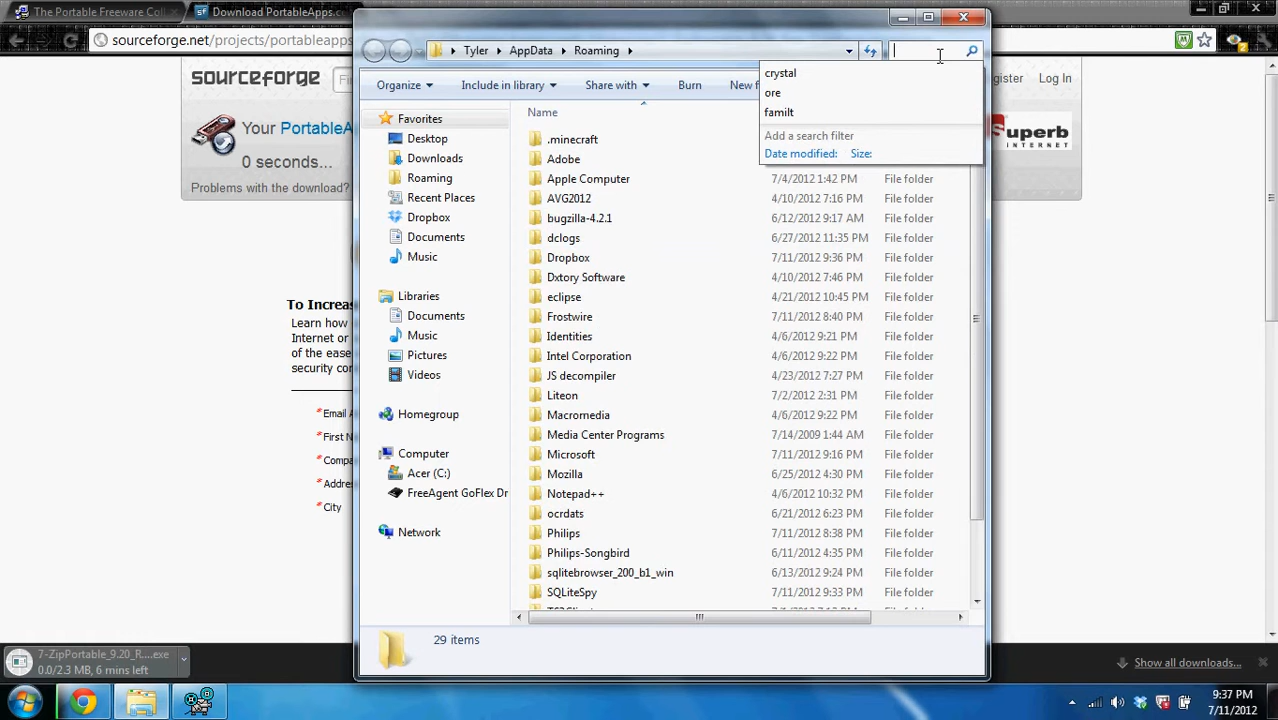 The Portable Freeware Coll
Download PortableApps.com
sourceforge.net/projects/portableapps
sourceforge
Find
Register
Log In
Your Portable
0 seconds...
Problems with the download?
Superb
INTERNET
To Increas
Learn how
Internet or
of the ease
security con
*Email A
*First N
*Compa
*Addre
*City
Tyler
AppData
Roaming
crystal
ore
familt
Add a search filter
Date modified: Size:
Organize
Include in library
Share with
Burn
New f
Name
Favorites
Desktop
Downloads
Roaming
Recent Places
Dropbox
Documents
Music
Libraries
Documents
Music
Pictures
Videos
Homegroup
Computer
Acer (C:)
FreeAgent GoFlex Dr
Network
.minecraft
Adobe
Apple Computer 7/4/2012 1:42 PM File folder
AVG2012 4/10/2012 7:16 PM File folder
bugzilla-4.2.1 6/12/2012 9:17 AM File folder
dclogs 6/27/2012 11:35 PM File folder
Dropbox 7/11/2012 9:36 PM File folder
Dxtory Software 4/10/2012 7:46 PM File folder
eclipse 4/21/2012 10:45 PM File folder
Frostwire 7/11/2012 8:40 PM File folder
Identities 4/6/2012 9:21 PM File folder
Intel Corporation 4/6/2012 9:22 PM File folder
JS decompiler 4/23/2012 7:27 PM File folder
Liteon 7/2/2012 2:31 PM File folder
Macromedia 4/6/2012 9:22 PM File folder
Media Center Programs 7/14/2009 1:44 AM File folder
Microsoft 7/11/2012 9:16 PM File folder
Mozilla 6/25/2012 4:30 PM File folder
Notepad++ 4/6/2012 10:32 PM File folder
ocrdats 6/21/2012 6:23 PM File folder
Philips 7/11/2012 8:38 PM File folder
Philips-Songbird 6/11/2012 4:35 PM File folder
sqlitebrowser_200_b1_win 6/13/2012 9:24 PM File folder
SQLiteSpy 7/11/2012 9:33 PM File folder
29 items
7-ZipPortable_9.20_R....exe
0.0/2.3 MB, 6 mins left
Show all downloads...
9:37 PM
7/11/2012